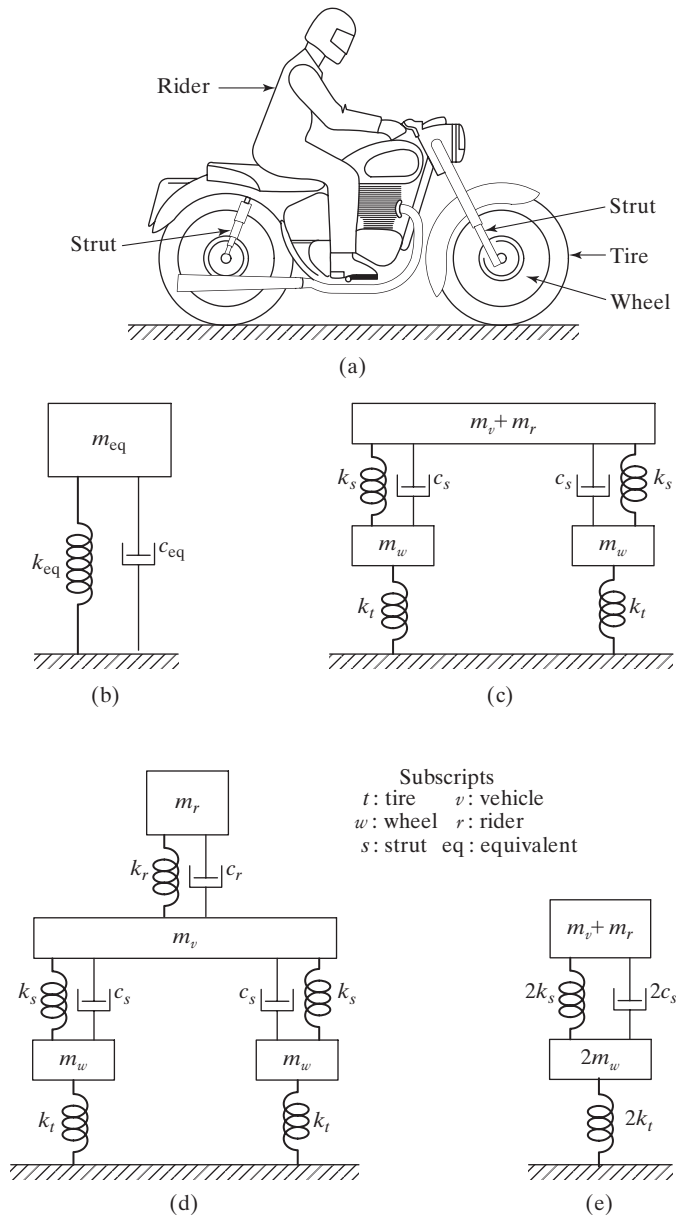 Rider
Strut
Strut
Tire
Wheel
(a)
m_eq
k_eq
c_eq
(b)
m_v + m_r
k_s
c_s
c_s
k_s
m_w
m_w
k_t
k_t
(c)
m_r
k_r
c_r
m_v
k_s
c_s
c_s
k_s
m_w
m_w
k_t
k_t
(d)
Subscripts
t : tire v : vehicle
w : wheel r : rider
s : strut eq : equivalent
m_v + m_r
2k_s
2c_s
2m_w
2k_t
(e)